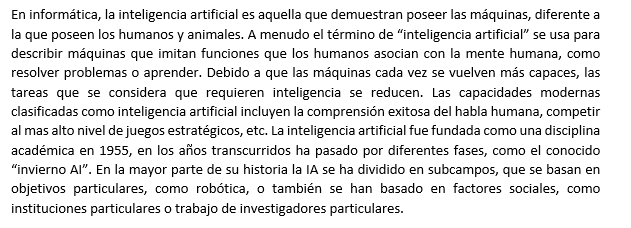 En informática, la inteligencia artificial es aquella que demuestran poseer las máquinas, diferente a
la que poseen los humanos y animales. A menudo el término de “inteligencia artificial” se usa para
describir máquinas que imitan funciones que los humanos asocian con la mente humana, como
resolver problemas o aprender. Debido a que las máquinas cada vez se vuelven más capaces, las
tareas que se considera que requieren inteligencia se reducen. Las capacidades modernas
clasificadas como inteligencia artificial incluyen la comprensión exitosa del habla humana, competir
al mas alto nivel de juegos estratégicos, etc. La inteligencia artificial fue fundada como una disciplina
académica en 1955, en los años transcurridos ha pasado por diferentes fases, como el conocido
“invierno AI”. En la mayor parte de su historia la IA se ha dividido en subcampos, que se basan en
objetivos particulares, como robótica, o también se han basado en factores sociales, como
instituciones particulares o trabajo de investigadores particulares.